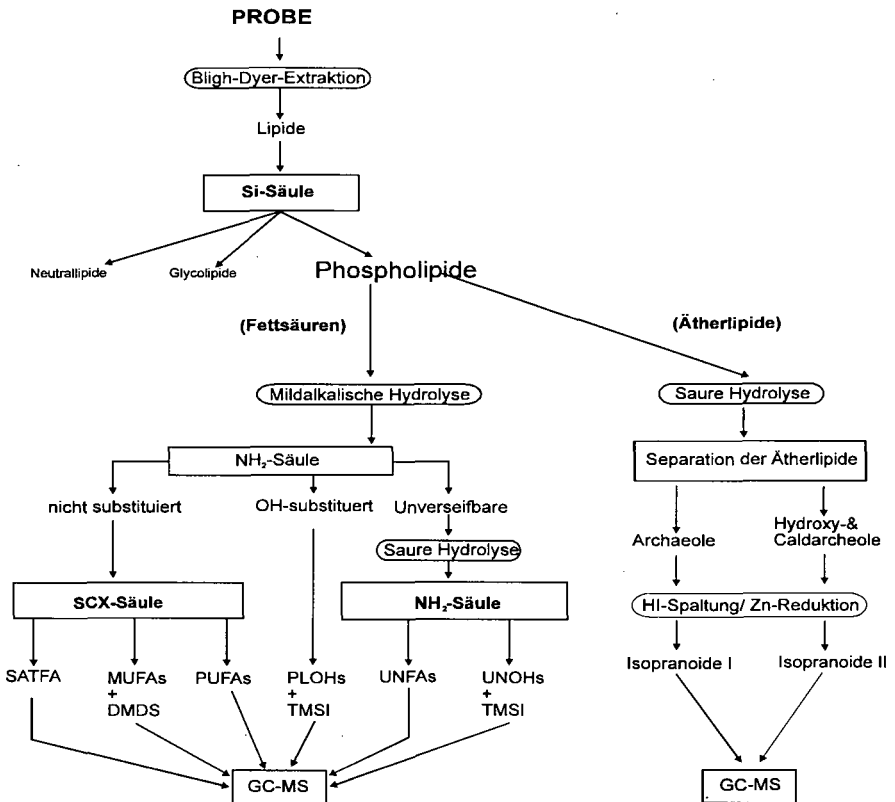 PROBE
Bligh-Dyer-Extraktion
Lipide
Si-Säule
Neutrallipide
Glycolipide
Phospholipide
(Fettsäuren)
(Ätherlipide)
Mildalkalische Hydrolyse
Saure Hydrolyse
NH₂-Säule
Separation der Ätherlipide
nicht substituiert
OH-substituert
Unverseifbare
Saure Hydrolyse
Archaeole
Hydroxy-&
Caldarcheole
SCX-Säule
NH₂-Säule
HI-Spaltung/ Zn-Reduktion
SATFA
MUFAs
+
DMDS
PUFAs
PLOHs
+
TMSI
UNFAs
UNOHs
+
TMSI
Isopranoide I
Isopranoide II
GC-MS
GC-MS